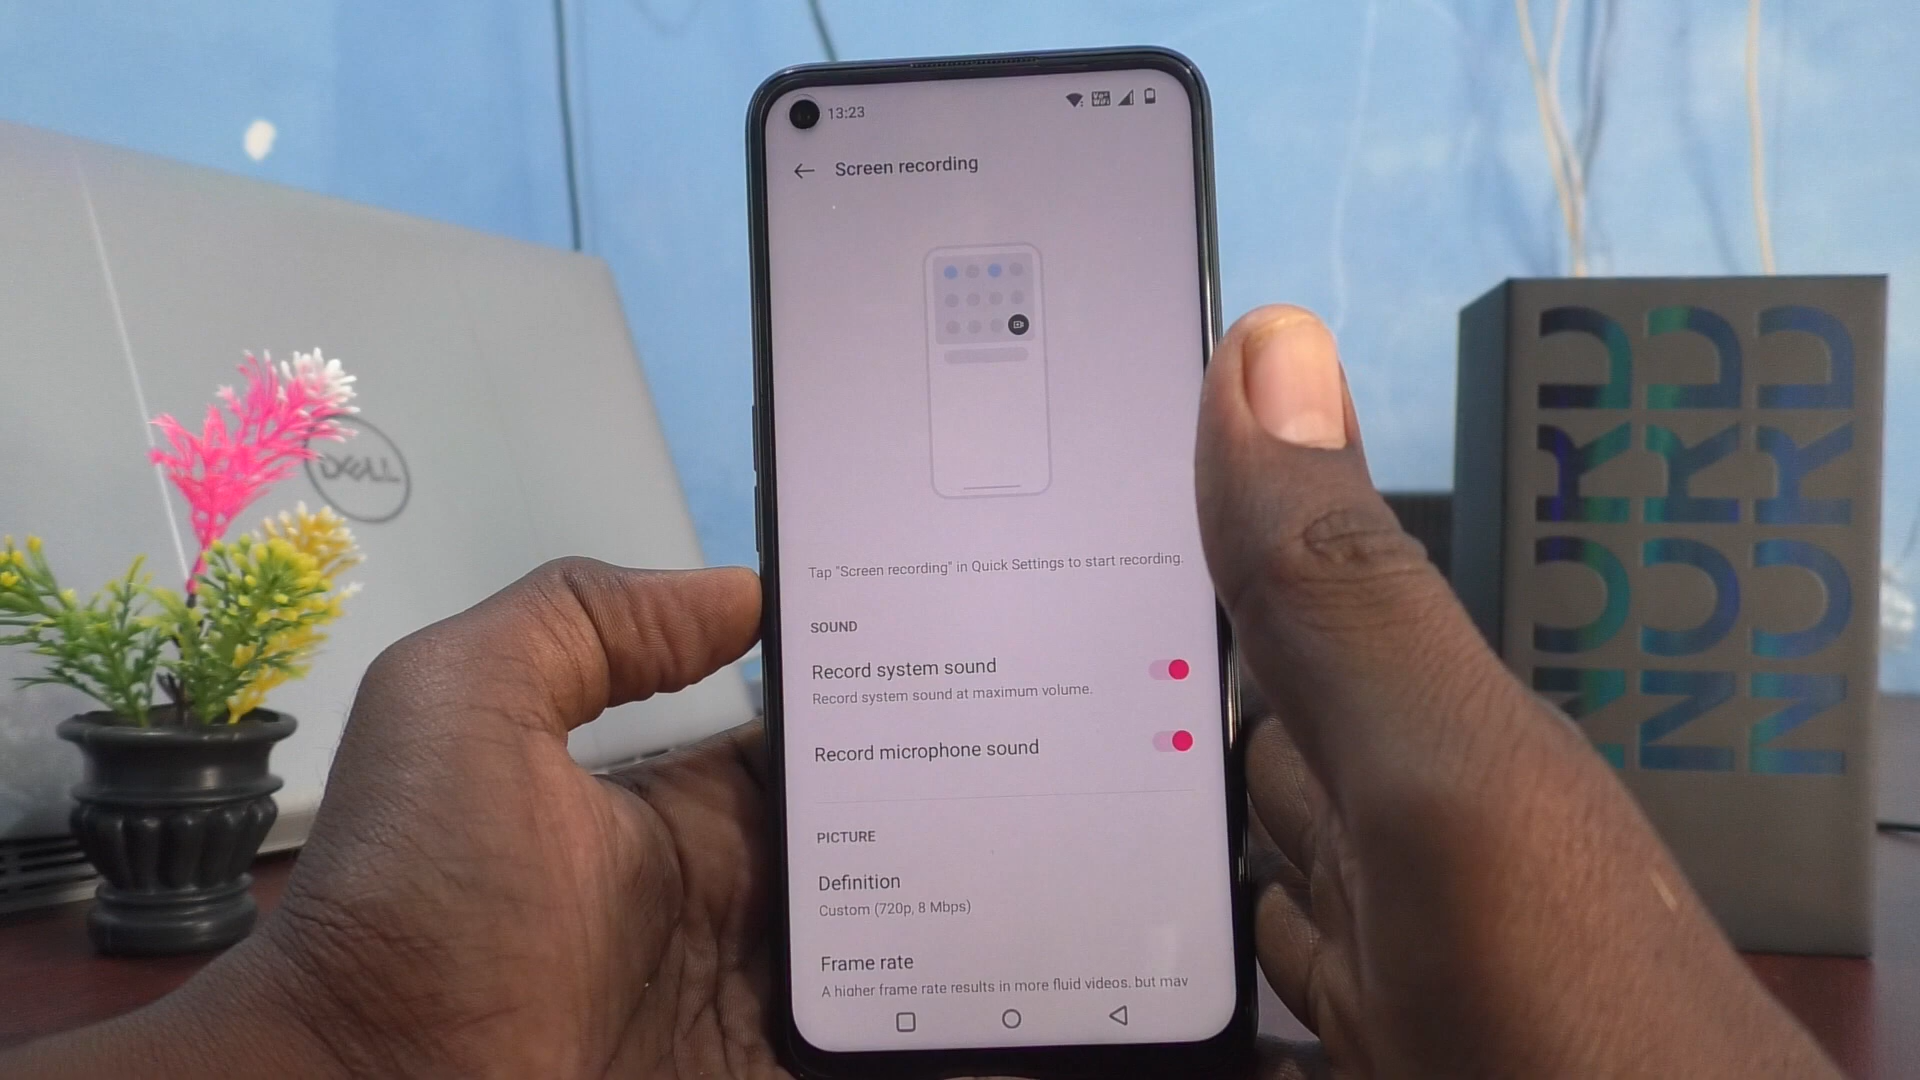 13:23
Screen recording
Tap "Screen recording" in Quick Settings to start recording.
SOUND
Record system sound
Record system sound at maximum volume.
Record microphone sound
PICTURE
Definition
Custom (720p, 8 Mbps)
Frame rate
A higher frame rate results in more fluid videos, but may
DELL
NORD
NORD
NORD